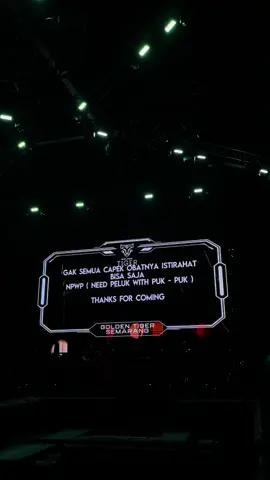 TIGER
GAK SEMUA CAPEK OBATNYA ISTIRAHAT
BISA SAJA
NPWP ( NEED PELUK WITH PUK - PUK )
THANKS FOR COMING
GOLDEN TIGER
SEMARANG